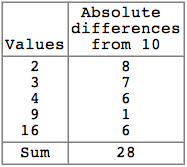 Absolute
differences
Values from 10
2 8
3 7
4 6
9 1
16 6
Sum 28